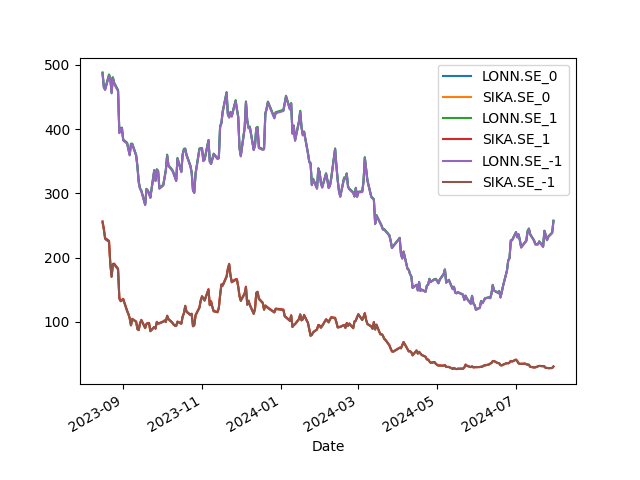 500
400
300
200
100
LONN.SE_0
SIKA.SE_0
LONN.SE_1
SIKA.SE_1
LONN.SE_-1
SIKA.SE_-1
2023-09
2023-11
2024-01
2024-03
2024-05
2024-07
Date